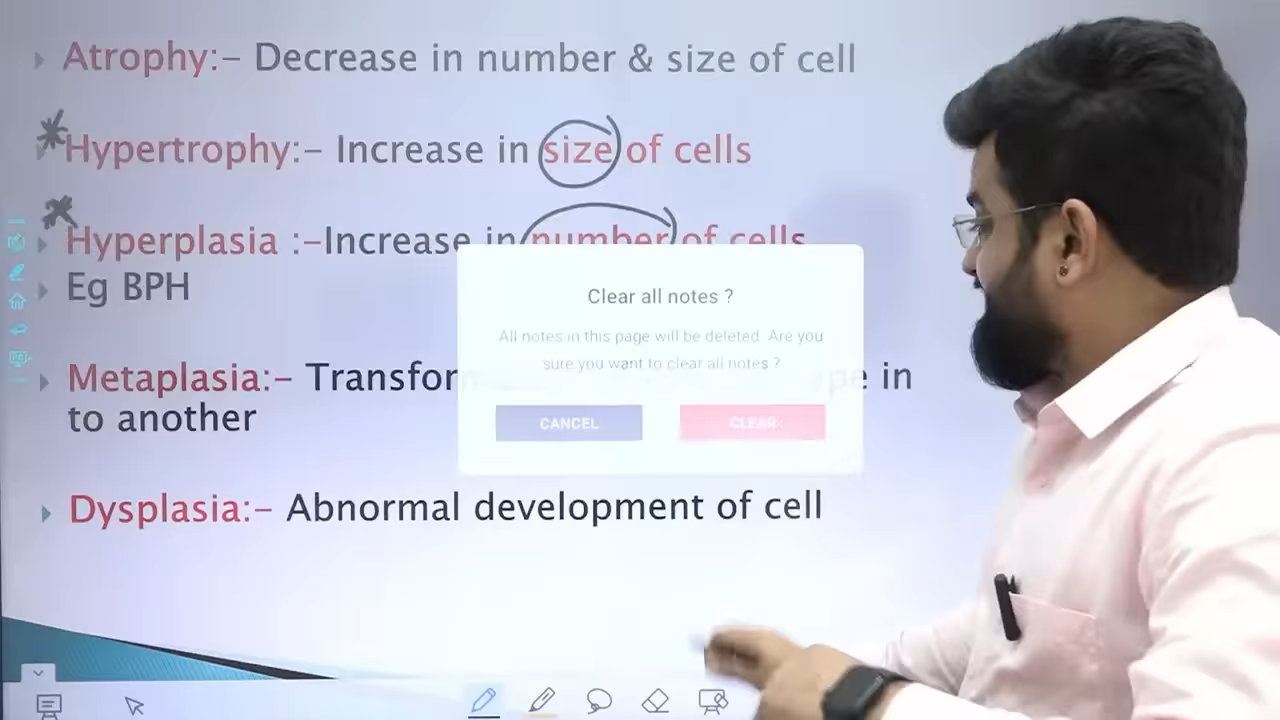 Atrophy:- Decrease in number & size of cell
Hypertrophy:- Increase in size of cells
Hyperplasia :-Increase in number of cells
Eg BPH
Clear all notes ?
All notes in this page will be deleted. Are you
sure you want to clear all notes ?
CANCEL CLEAR
Metaplasia:- in
to another
Dysplasia:- Abnormal development of cell